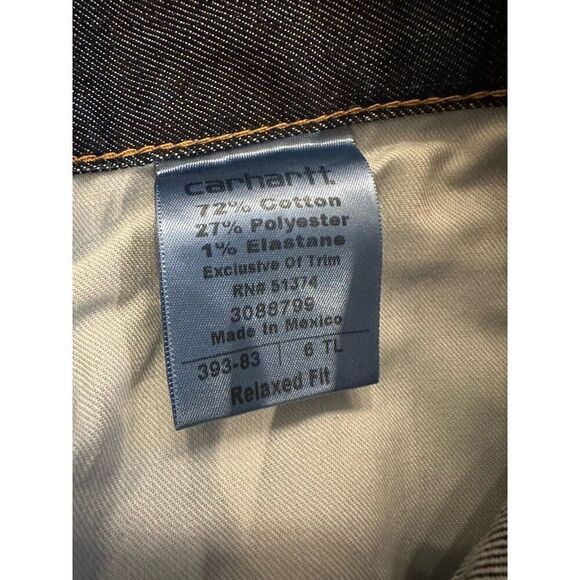 carhartt
72% Cotton
27% Polyester
1% Elastane
Exclusive Of Trim
RN# 51374
3088799
Made In Mexico
393-83 | 6 TL
Relaxed Fit